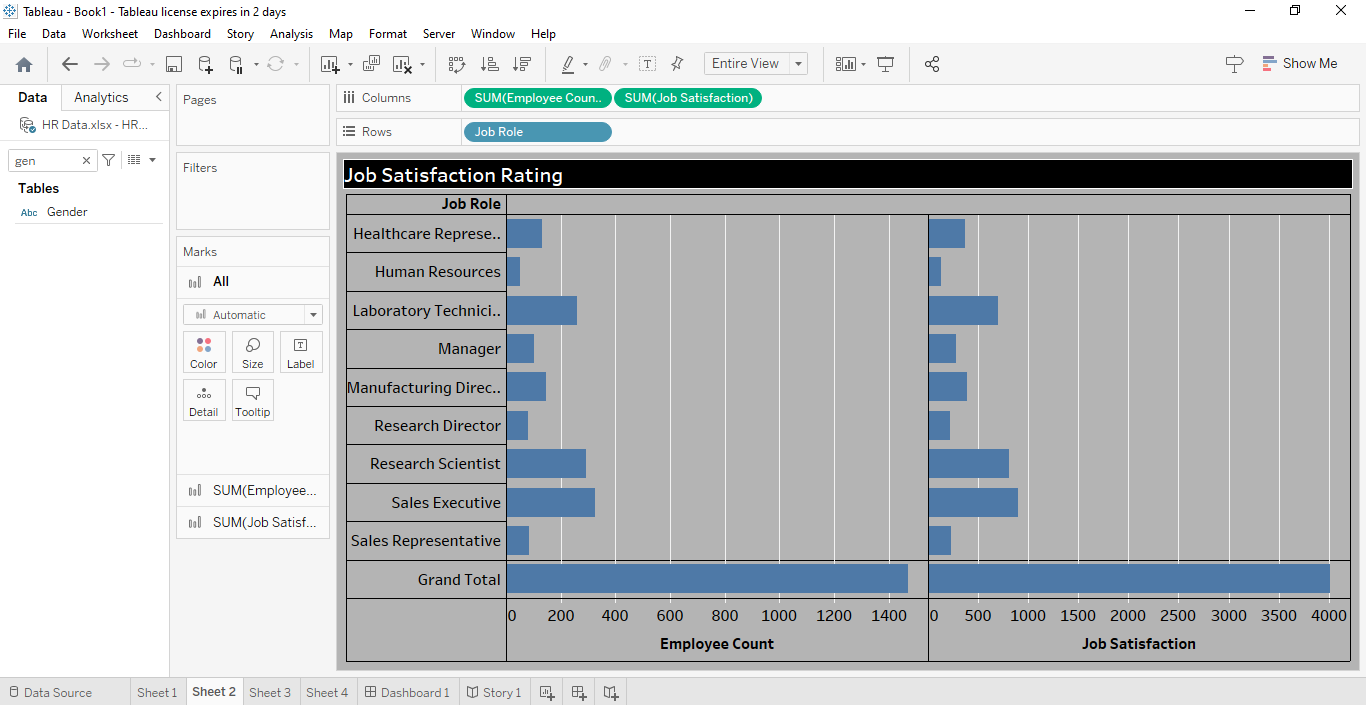 Tableau - Book1 - Tableau license expires in 2 days
File Data Worksheet Dashboard Story Analysis Map Format Server Window Help
Entire View Show Me
Data Analytics
HR Data.xlsx - HR...
gen
Tables
Abc Gender
Pages
Filters
Marks
All
Automatic
Color Size Label
Detail Tooltip
SUM(Employee...
SUM(Job Satisf...
Columns SUM(Employee Coun.. SUM(Job Satisfaction)
Rows Job Role
Job Satisfaction Rating
Job Role
Healthcare Represe..
Human Resources
Laboratory Technici..
Manager
Manufacturing Direc..
Research Director
Research Scientist
Sales Executive
Sales Representative
Grand Total
0 200 400 600 800 1000 1200 1400 0 500 1000 1500 2000 2500 3000 3500 4000
Employee Count Job Satisfaction
Data Source Sheet 1 Sheet 2 Sheet 3 Sheet 4 Dashboard 1 Story 1